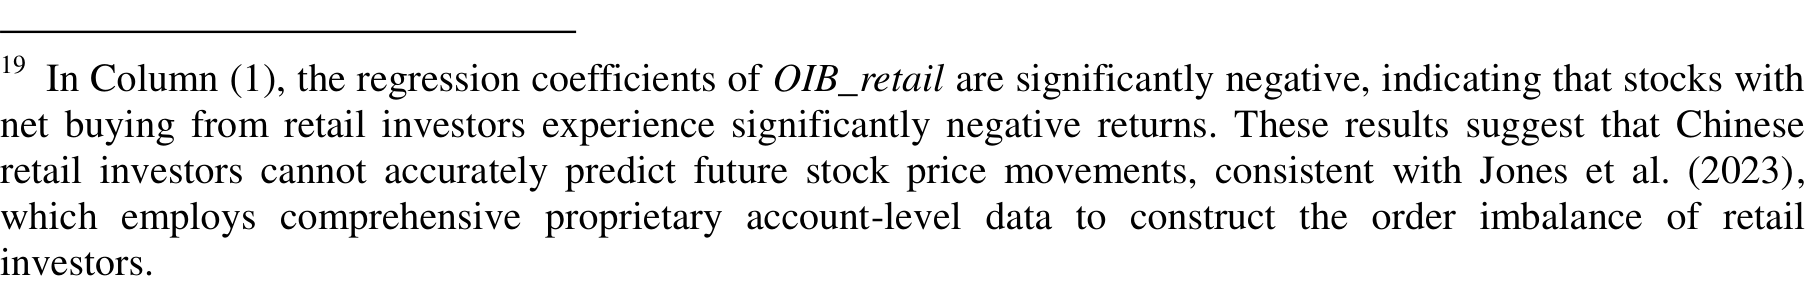 19 In Column (1), the regression coefficients of OIB_retail are significantly negative, indicating that stocks with
net buying from retail investors experience significantly negative returns. These results suggest that Chinese
retail investors cannot accurately predict future stock price movements, consistent with Jones et al. (2023),
which employs comprehensive proprietary account-level data to construct the order imbalance of retail
investors.